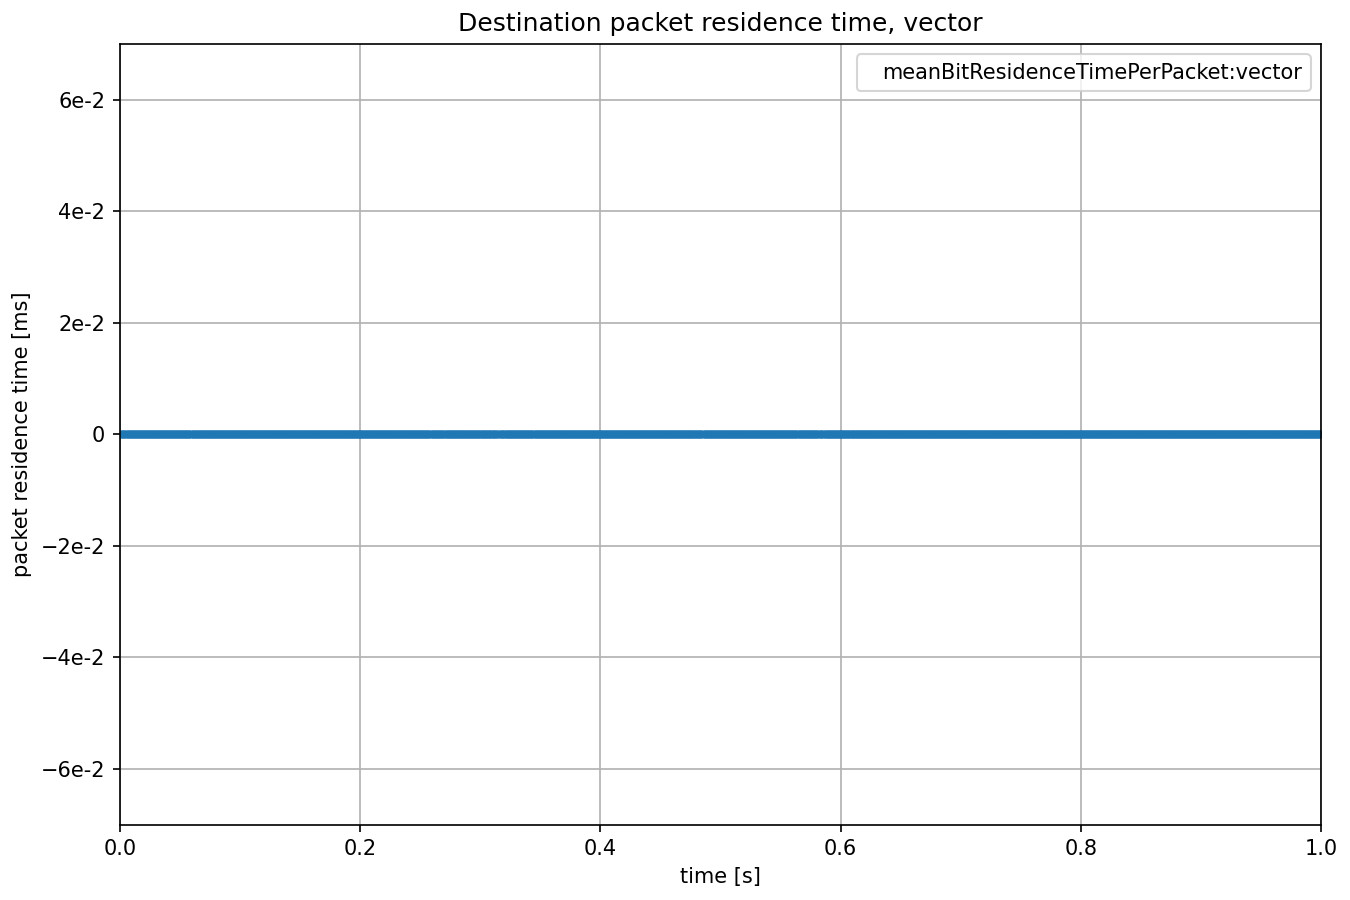 Destination packet residence time, vector
meanBitResidenceTimePerPacket:vector
packet residence time [ms]
6e-2
4e-2
2e-2
0
−2e-2
−4e-2
−6e-2
0.0 0.2 0.4 0.6 0.8 1.0
time [s]